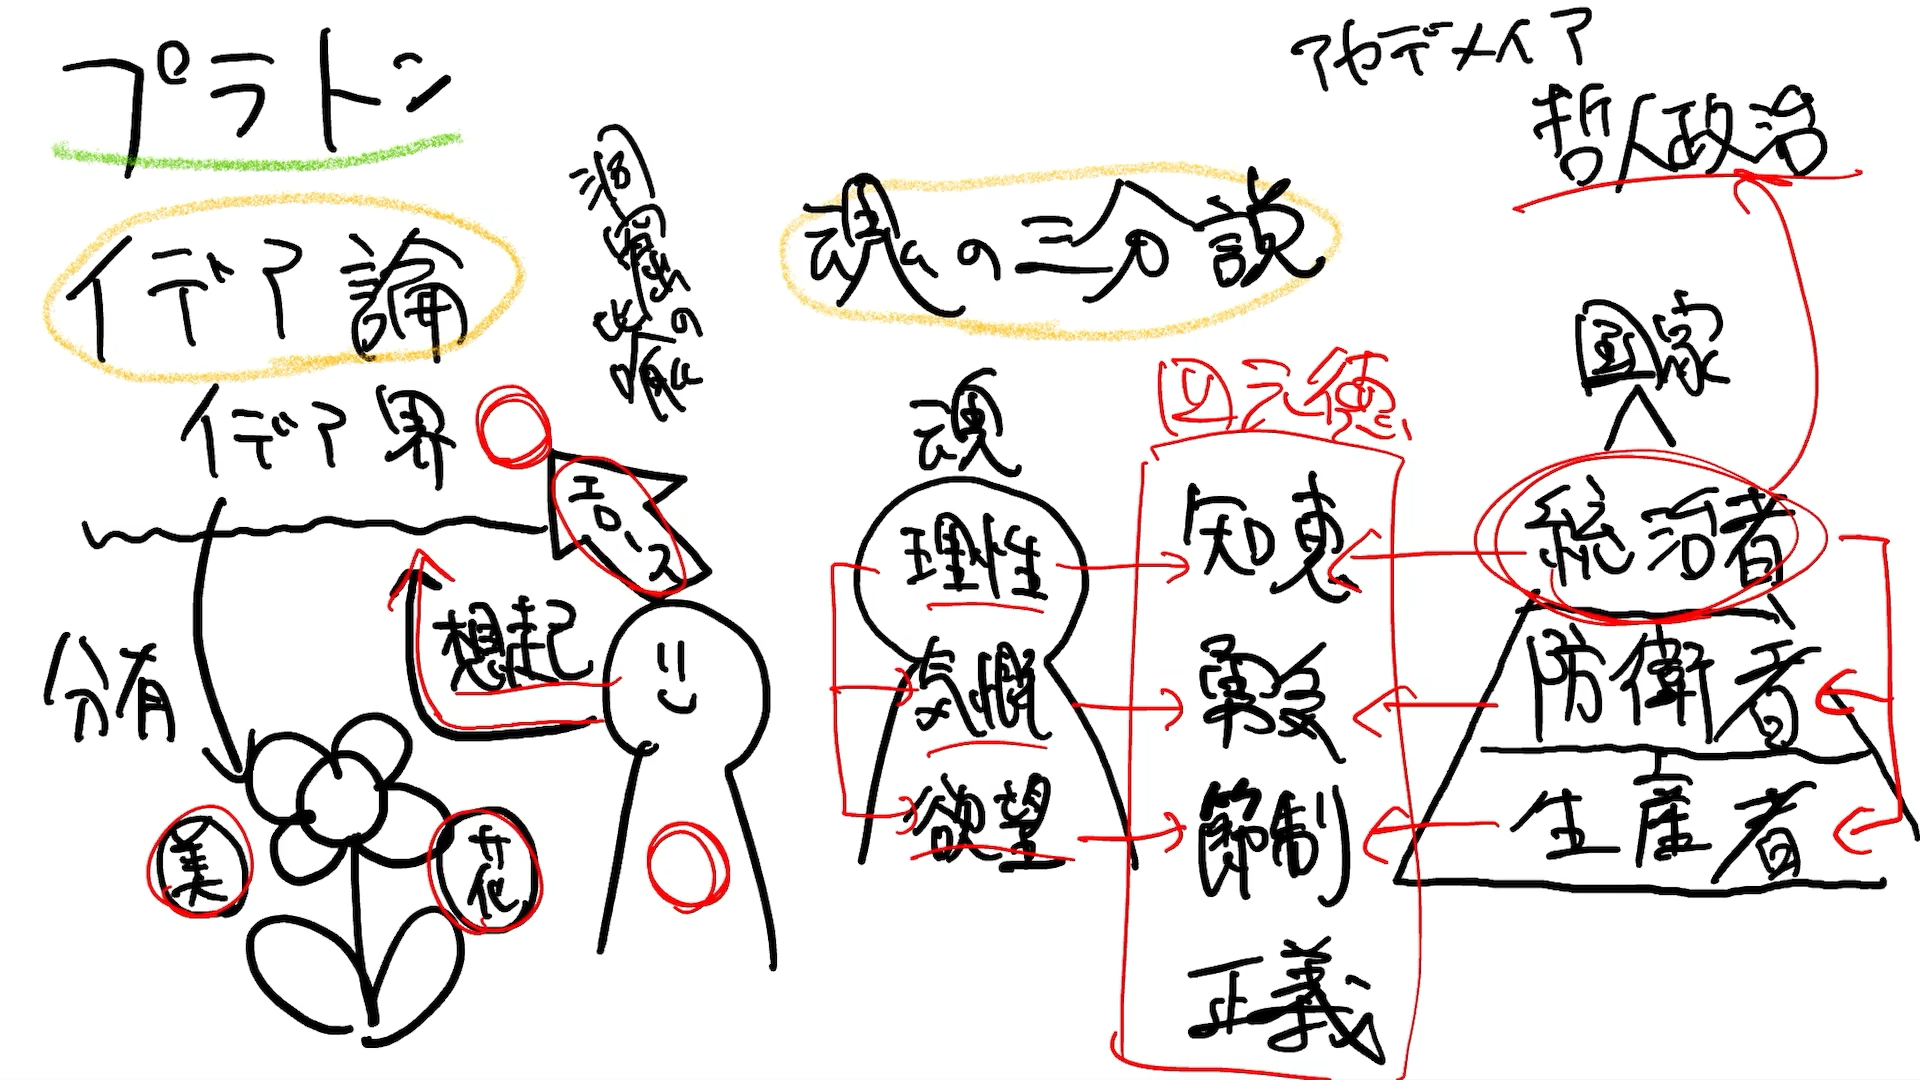 プラトン
イデア論
イデア界
分有
美
花
想起
エロース
洞窟の比喩
魂の三分説
魂
理性
気概
欲望
四元徳
知恵
勇気
節制
正義
アカデメイア
哲人政治
国家
統治者
防衛者
生産者